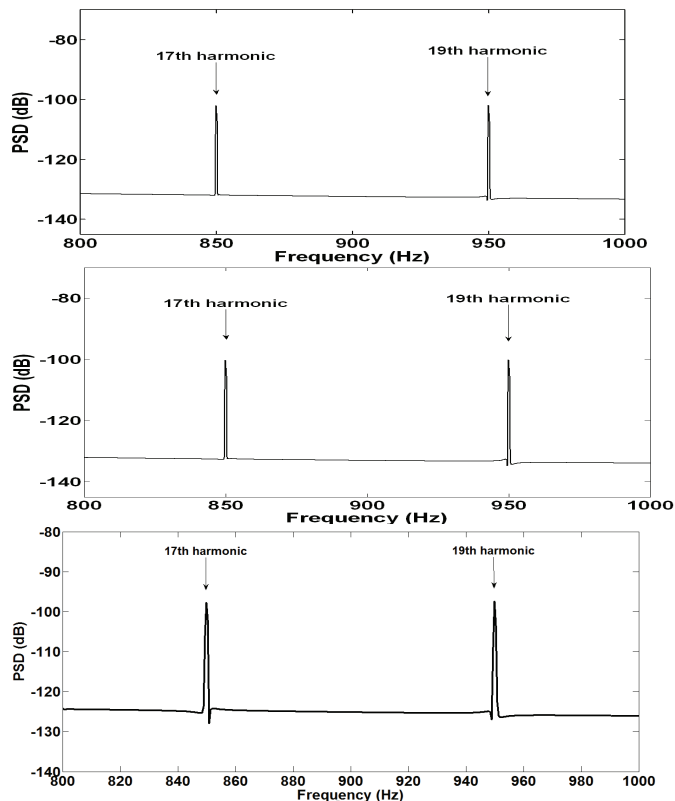 17th harmonic
19th harmonic
PSD (dB)
-80
-100
-120
-140
800 850 900 950 1000
Frequency (Hz)
17th harmonic
19th harmonic
PSD (dB)
-80
-100
-120
-140
800 850 900 950 1000
Frequency (Hz)
17th harmonic
19th harmonic
PSD (dB)
-80
-90
-100
-110
-120
-130
-140
800 820 840 860 880 900 920 940 960 980 1000
Frequency (Hz)